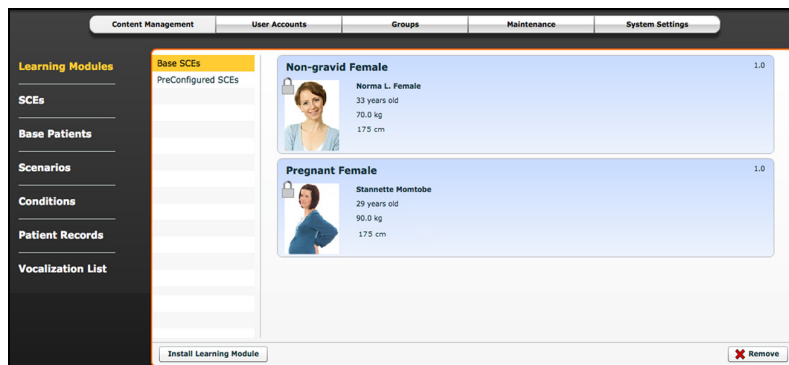 Content Management User Accounts Groups Maintenance System Settings
Learning Modules
SCEs
Base Patients
Scenarios
Conditions
Patient Records
Vocalization List
Base SCEs
PreConfigured SCEs
Non-gravid Female 1.0
Norma L. Female
33 years old
70.0 kg
175 cm
Pregnant Female 1.0
Stannette Momtobe
29 years old
90.0 kg
175 cm
Install Learning Module Remove